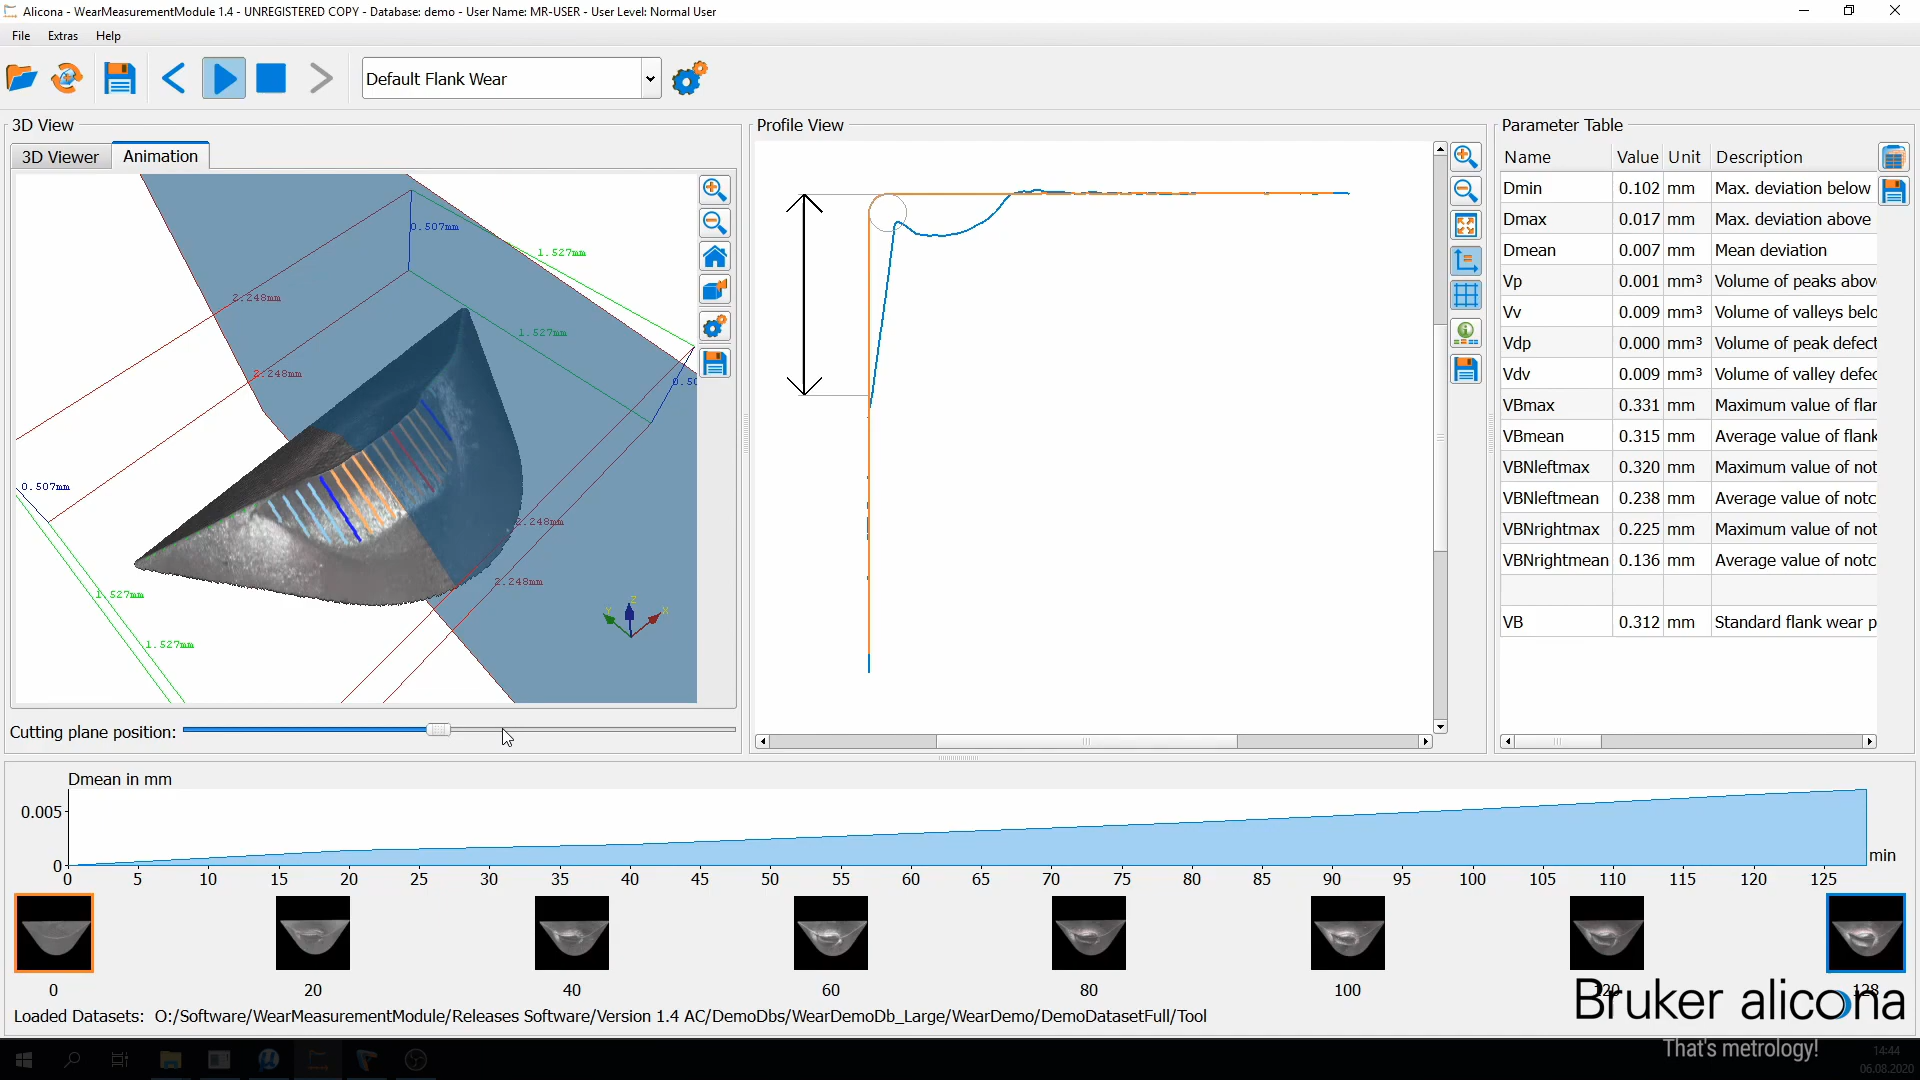 Alicona - WearMeasurementModule 1.4 - UNREGISTERED COPY - Database: demo - User Name: MR-USER - User Level: Normal User
File Extras Help
Default Flank Wear
3D View
3D Viewer Animation
0.507mm
1.527mm
2.248mm
1.527mm
2.248mm
0.50
0.507mm
2.248mm
2.248mm
1.527mm
1.527mm
Z
Y X
Cutting plane position:
Profile View
Parameter Table
Name Value Unit Description
Dmin 0.102 mm Max. deviation below
Dmax 0.017 mm Max. deviation above
Dmean 0.007 mm Mean deviation
Vp 0.001 mm³ Volume of peaks abov
Vv 0.009 mm³ Volume of valleys belo
Vdp 0.000 mm³ Volume of peak defect
Vdv 0.009 mm³ Volume of valley defec
VBmax 0.331 mm Maximum value of flan
VBmean 0.315 mm Average value of flank
VBNleftmax 0.320 mm Maximum value of not
VBNleftmean 0.238 mm Average value of notc
VBNrightmax 0.225 mm Maximum value of not
VBNrightmean 0.136 mm Average value of notc
VB 0.312 mm Standard flank wear p
Dmean in mm
0.005
0
min
0 5 10 15 20 25 30 35 40 45 50 55 60 65 70 75 80 85 90 95 100 105 110 115 120 125
0 20 40 60 80 100 120 128
Loaded Datasets: O:/Software/WearMeasurementModule/Releases Software/Version 1.4 AC/DemoDbs/WearDemoDb_Large/WearDemo/DemoDatasetFull/Tool
Bruker alicona
That's metrology!
14:44
06.08.2020